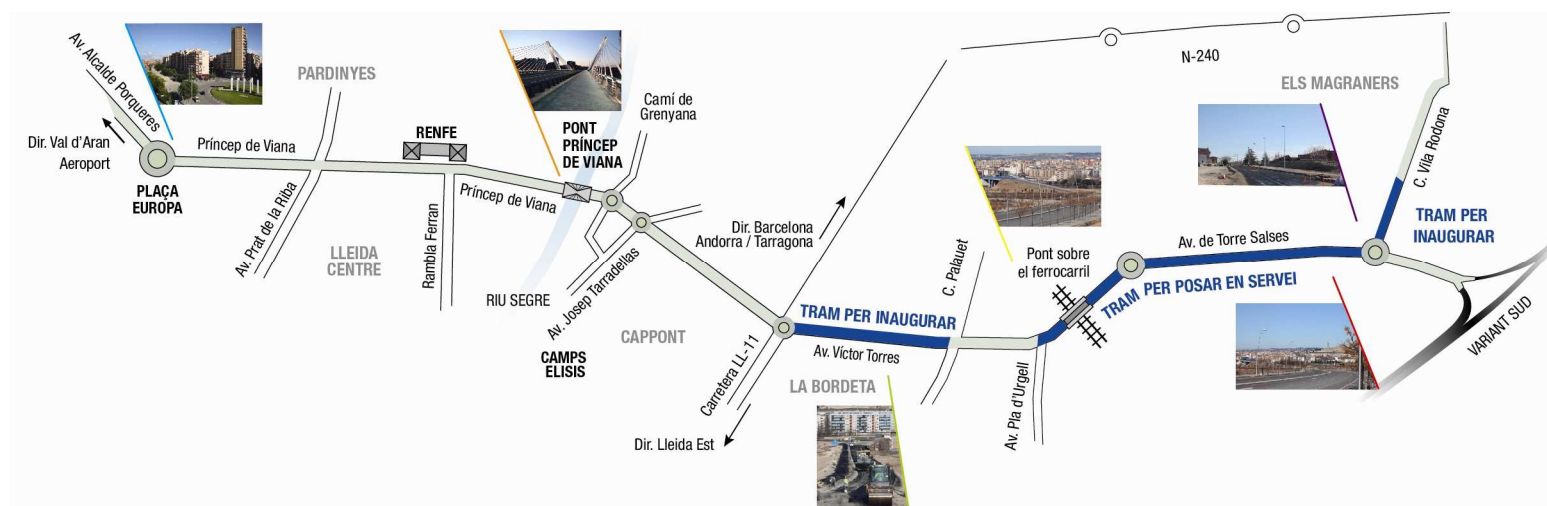 Av. Alcalde Porqueres
Dir. Val d'Aran
Aeroport
PLAÇA
EUROPA
Príncep de Viana
PARDINYES
Av. Prat de la Riba
LLEIDA
CENTRE
RENFE
Rambla Ferran
Príncep de Viana
PONT
PRÍNCEP
DE VIANA
Camí de
Grenyana
RIU SEGRE
Av. Josep Tarradellas
CAMPS
ELISIS
CAPPONT
Dir. Barcelona
Andorra / Tarragona
Carretera LL-11
Dir. Lleida Est
TRAM PER INAUGURAR
Av. Víctor Torres
LA BORDETA
C. Palauet
Av. Pla d'Urgell
Pont sobre
el ferrocarril
TRAM PER POSAR EN SERVEI
Av. de Torre Salses
N-240
ELS MAGRANERS
C. Vila Rodona
TRAM PER
INAUGURAR
VARIANT SUD